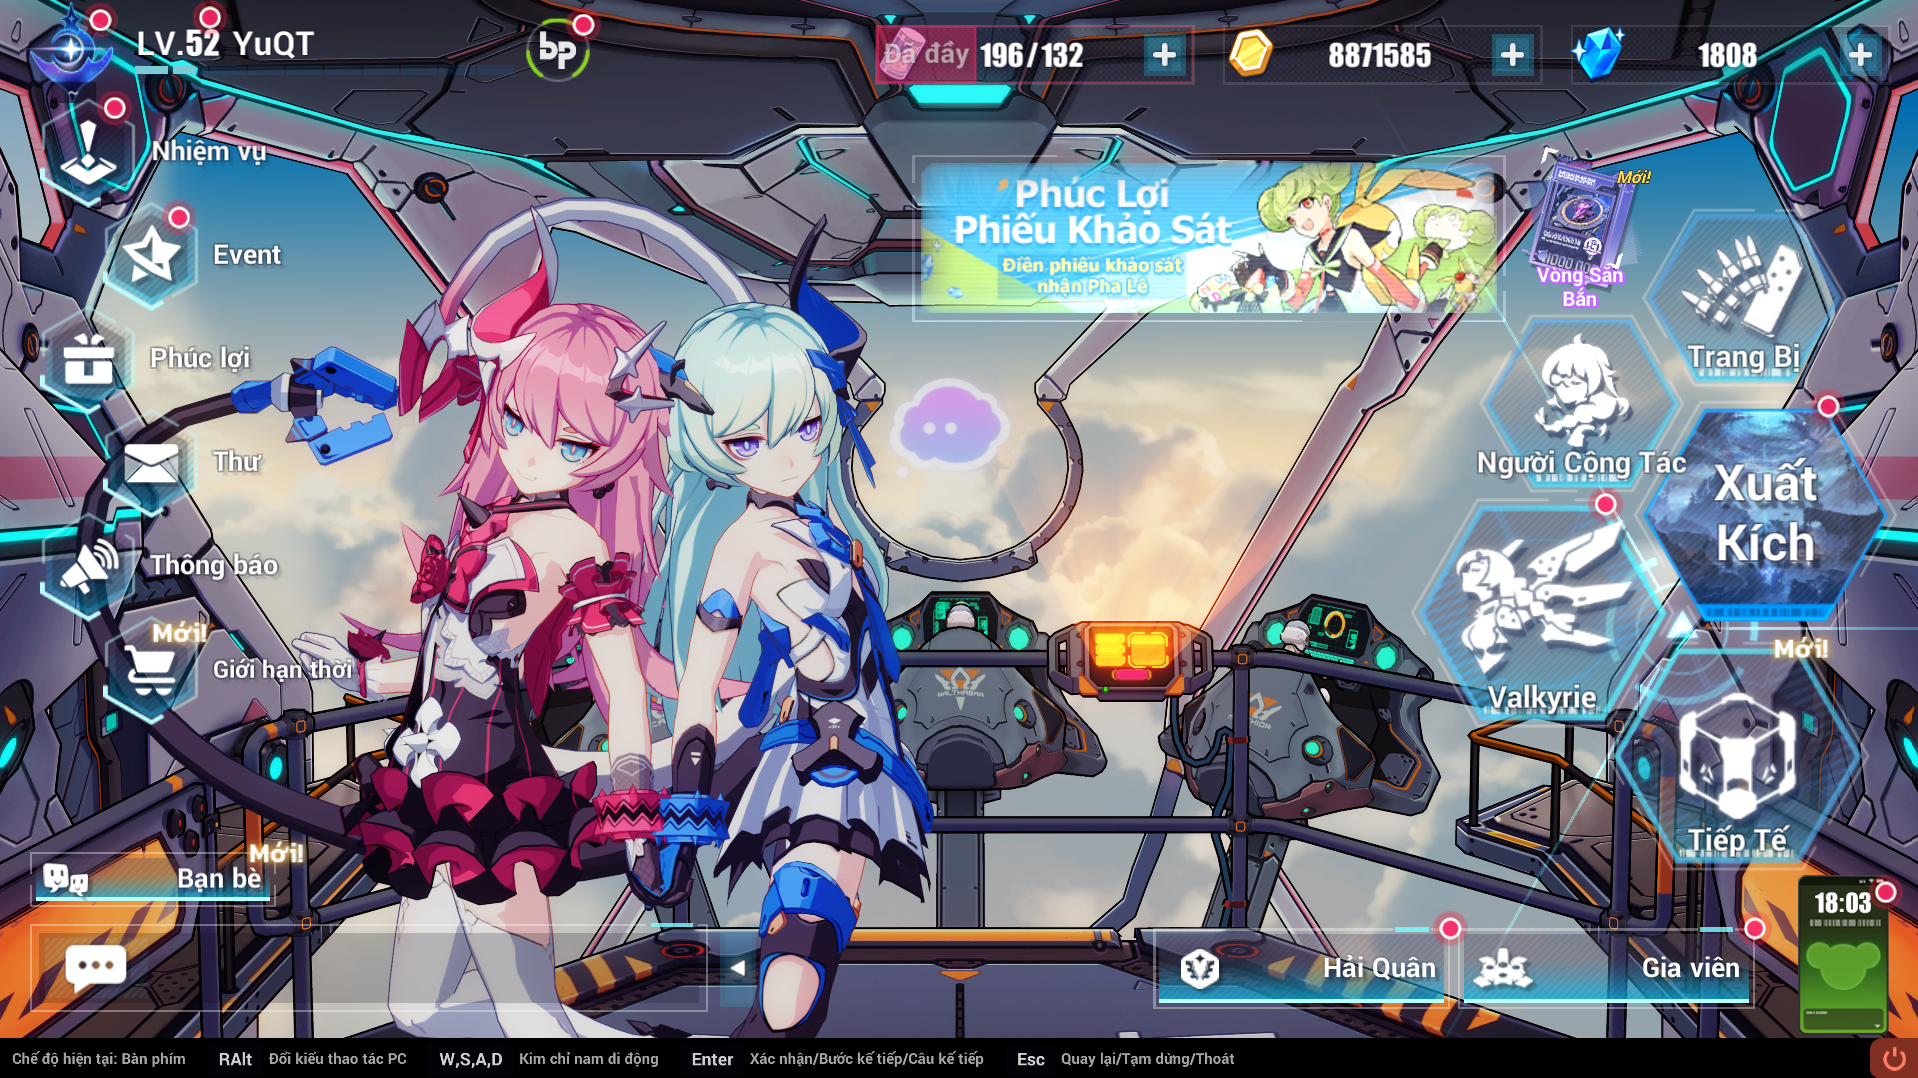 LV.52 YuQT
bp
Đã đầy 196/132
8871585
1808
Nhiệm vụ
Event
Phúc lợi
Thư
Thông báo
Mới!
Giới hạn thời
Phúc Lợi
Phiếu Khảo Sát
Điền phiếu khảo sát
nhận Pha Lê
Mới!
Vòng Săn
Bắn
Trang Bị
Người Công Tác
Xuất
Kích
Valkyrie
Mới!
Tiếp Tế
BALTHASAR
Mới!
Bạn bè
Hải Quân
Gia viên
18:03
Chế độ hiện tại: Bàn phím
RAlt Đổi kiểu thao tác PC
W,S,A,D Kim chỉ nam di động
Enter Xác nhận/Bước kế tiếp/Câu kế tiếp
Esc Quay lại/Tạm dừng/Thoát